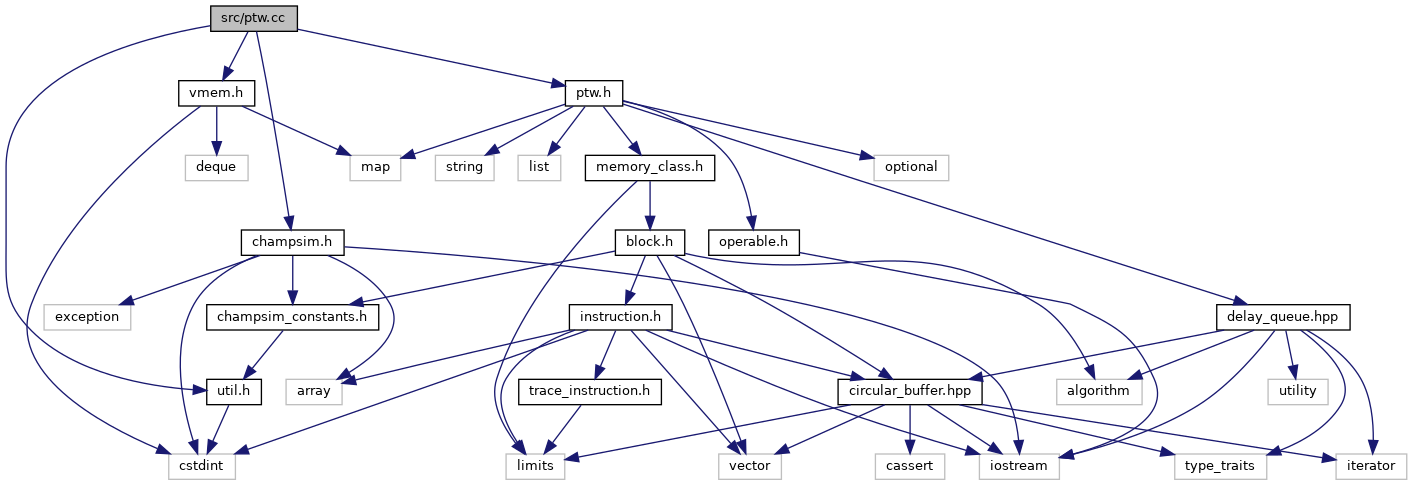 src/ptw.cc
vmem.h
ptw.h
deque
map
string
list
memory_class.h
optional
champsim.h
block.h
operable.h
exception
champsim_constants.h
instruction.h
delay_queue.hpp
util.h
array
trace_instruction.h
circular_buffer.hpp
algorithm
utility
cstdint
limits
vector
cassert
iostream
type_traits
iterator